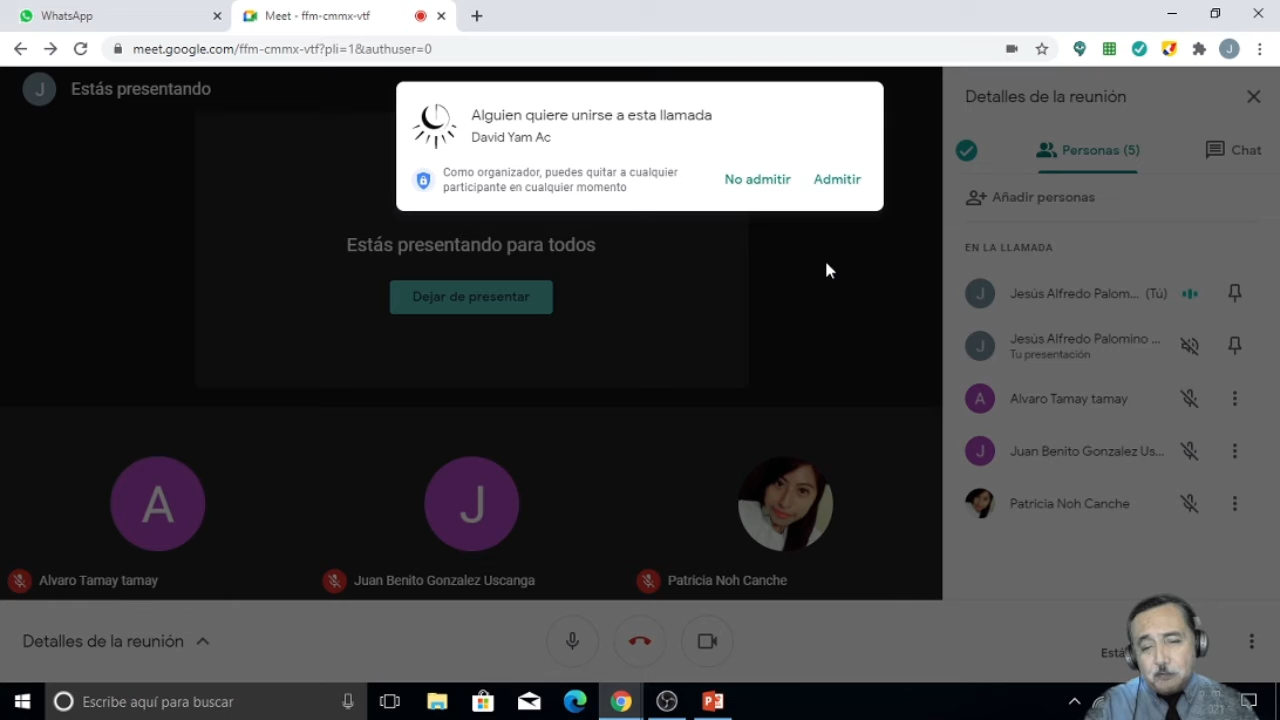 WhatsApp
Meet - ffm-cmmx-vtf
meet.google.com/ffm-cmmx-vtf?pli=1&authuser=0
J
J
Estás presentando
Alguien quiere unirse a esta llamada
David Yam Ac
Como organizador, puedes quitar a cualquier
participante en cualquier momento
No admitir
Admitir
Estás presentando para todos
Dejar de presentar
A
J
Alvaro Tamay tamay
Juan Benito Gonzalez Uscanga
Patricia Noh Canche
Detalles de la reunión
Personas (5)
Chat
Añadir personas
EN LA LLAMADA
J
Jesús Alfredo Palom... (Tú)
J
Jesús Alfredo Palomino ...
Tu presentación
A
Alvaro Tamay tamay
J
Juan Benito Gonzalez Us...
Patricia Noh Canche
Detalles de la reunión
Está
Escribe aquí para buscar